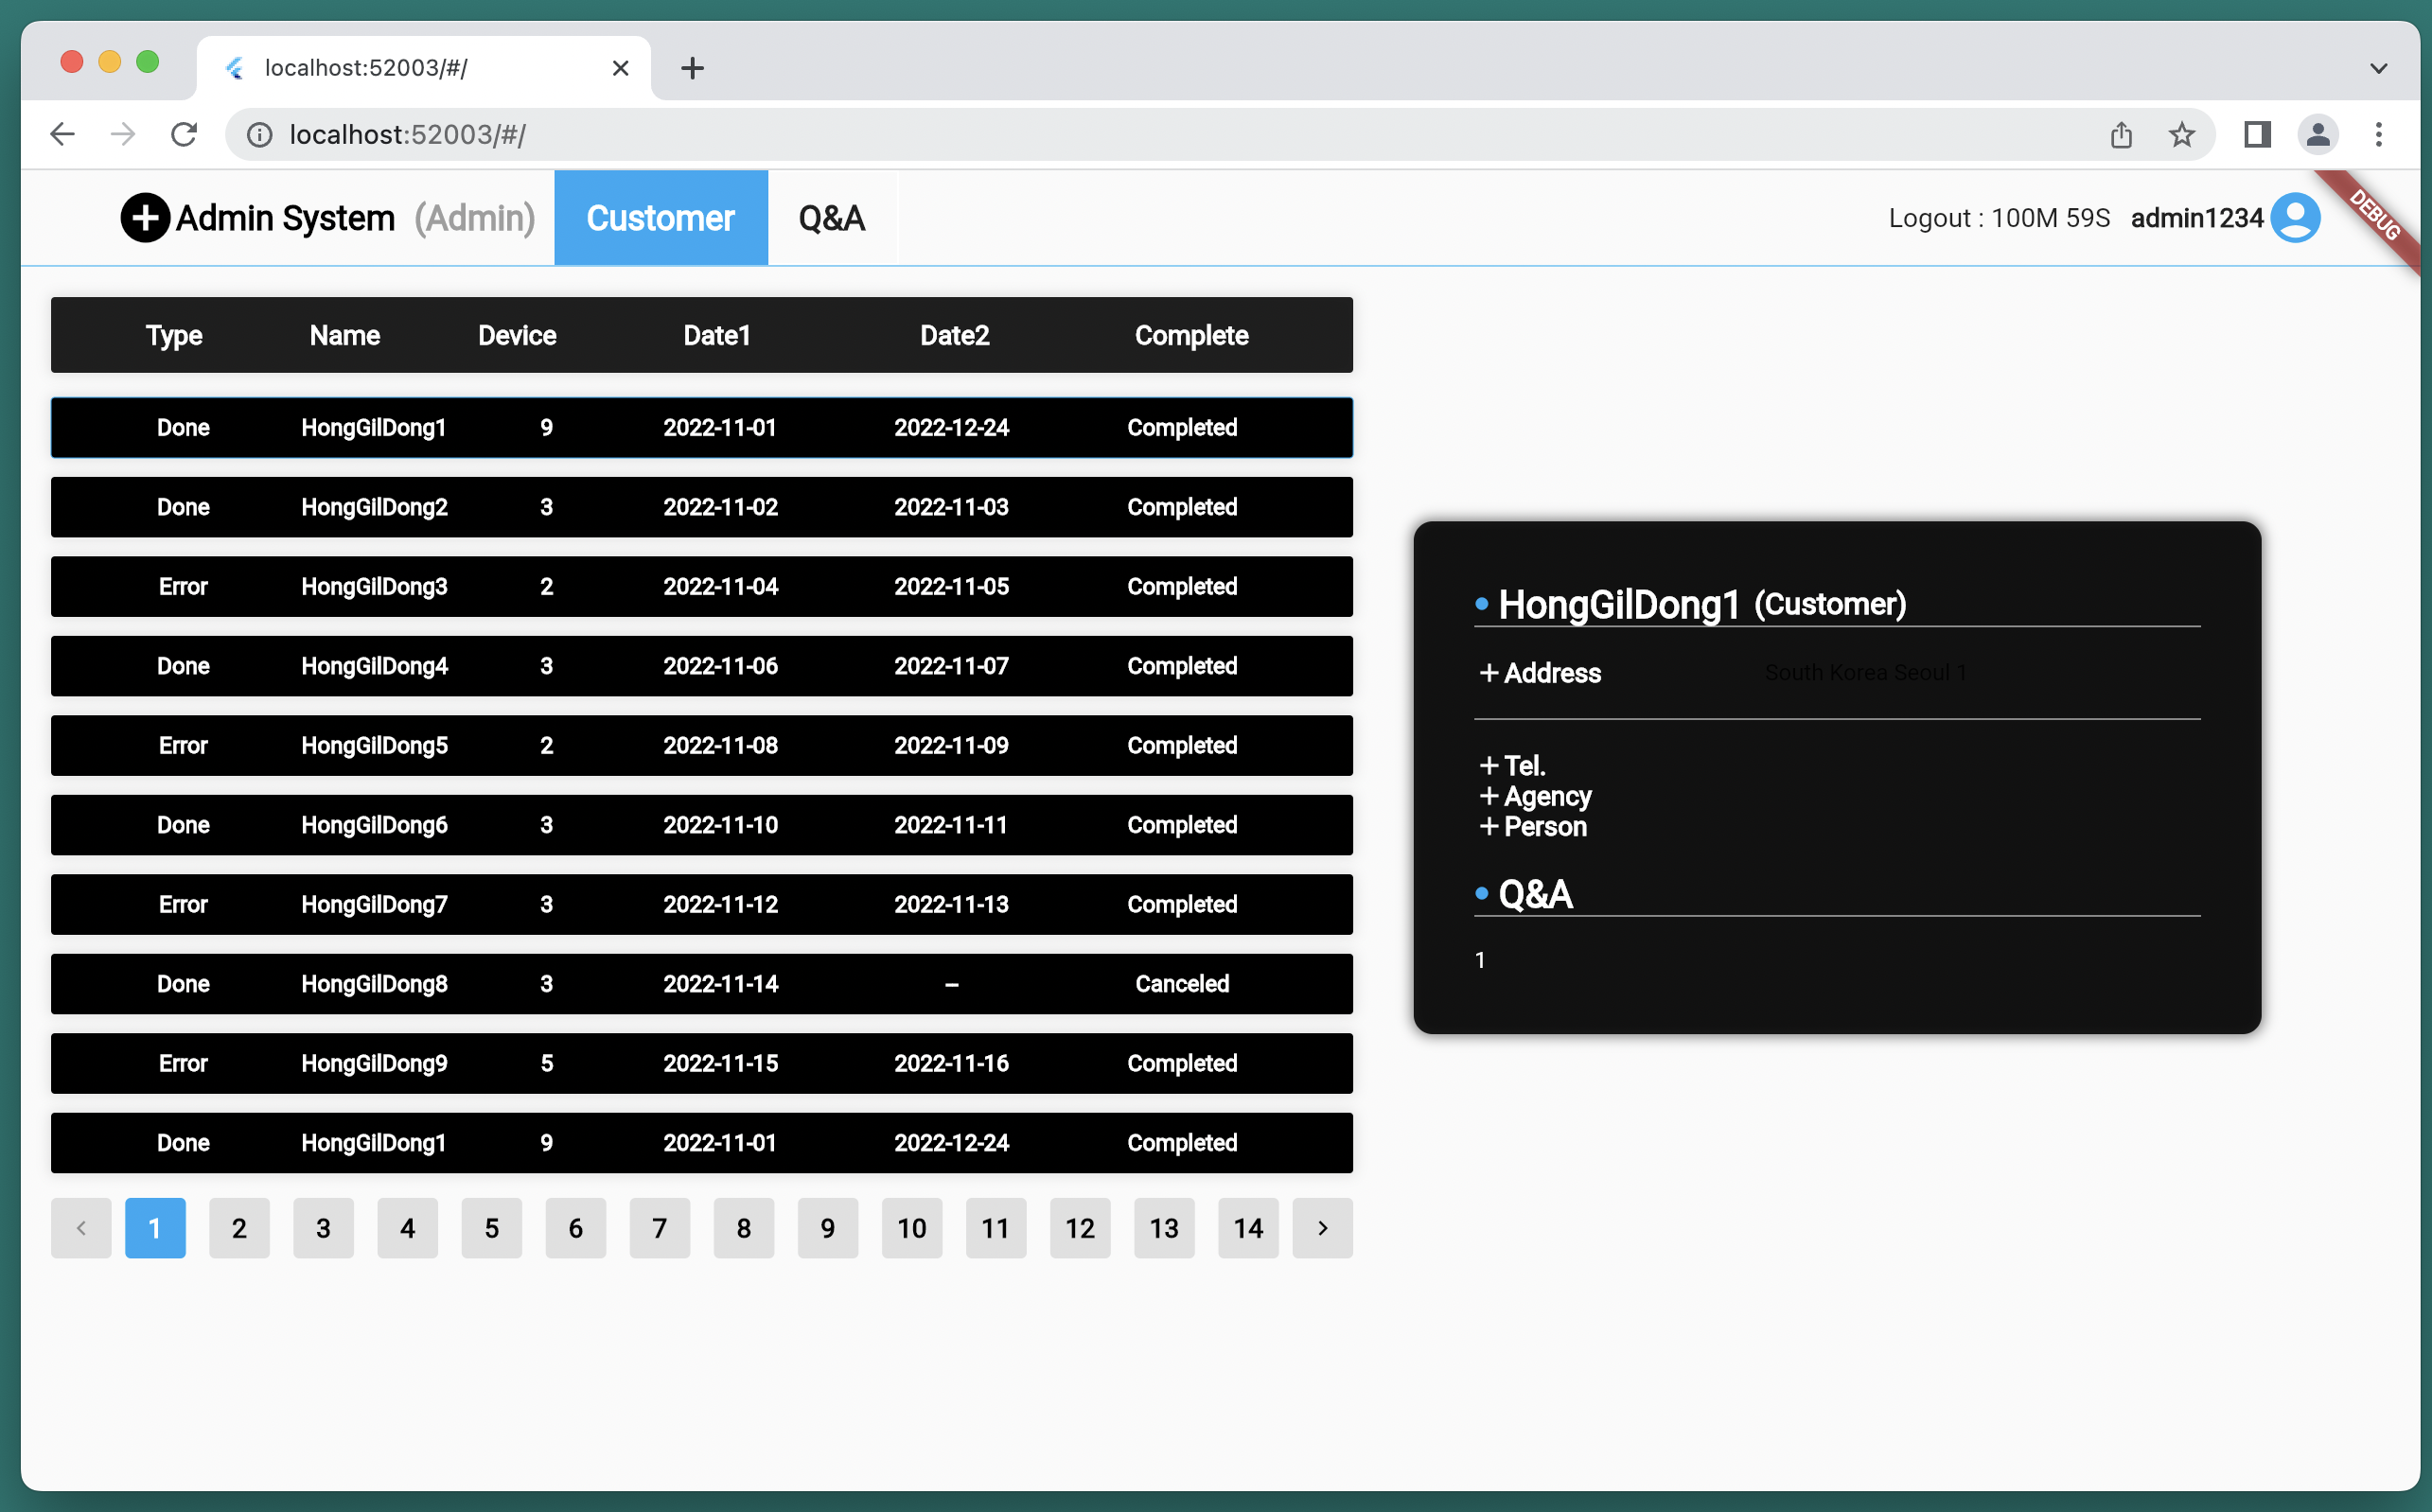 localhost:52003/#/
localhost:52003/#/
Admin System (Admin) Customer Q&A Logout : 100M 59S admin1234 DEBUG
Type Name Device Date1 Date2 Complete
Done HongGilDong1 9 2022-11-01 2022-12-24 Completed
Done HongGilDong2 3 2022-11-02 2022-11-03 Completed
Error HongGilDong3 2 2022-11-04 2022-11-05 Completed
Done HongGilDong4 3 2022-11-06 2022-11-07 Completed
Error HongGilDong5 2 2022-11-08 2022-11-09 Completed
Done HongGilDong6 3 2022-11-10 2022-11-11 Completed
Error HongGilDong7 3 2022-11-12 2022-11-13 Completed
Done HongGilDong8 3 2022-11-14 – Canceled
Error HongGilDong9 5 2022-11-15 2022-11-16 Completed
Done HongGilDong1 9 2022-11-01 2022-12-24 Completed
< 1 2 3 4 5 6 7 8 9 10 11 12 13 14 >
HongGilDong1 (Customer)
+ Address South Korea Seoul 1
+ Tel.
+ Agency
+ Person
Q&A
1